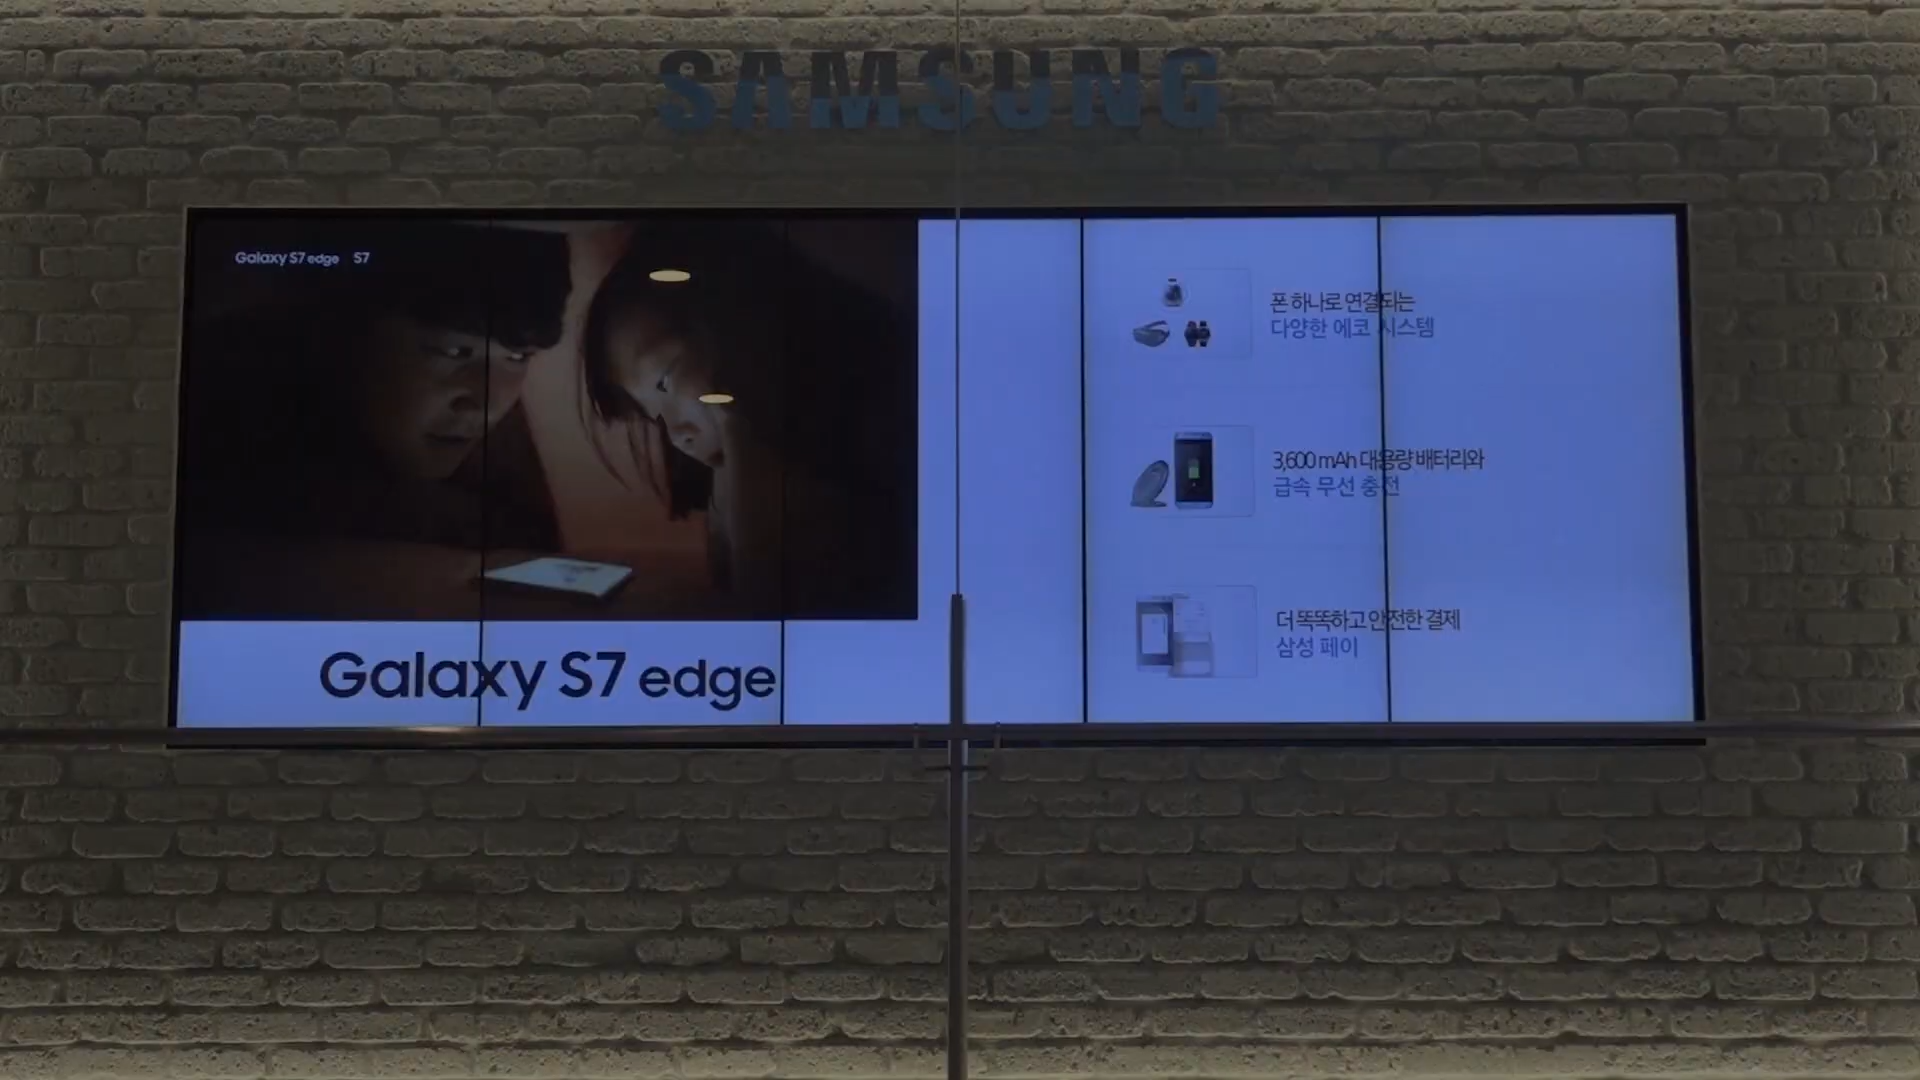 SAMSUNG
Galaxy S7 edge S7
Galaxy S7 edge
폰 하나로 연결되는
다양한 에코 시스템
3,600 mAh 대용량 배터리와
급속 무선 충전
더 똑똑하고 안전한 결제
삼성 페이